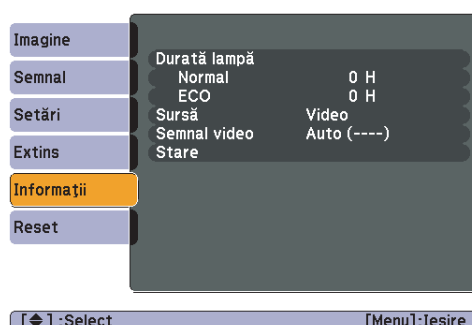 Imagine
Semnal
Setări
Extins
Informaţii
Reset
Durată lampă
Normal 0 H
ECO 0 H
Sursă Video
Semnal video Auto (----)
Stare
[ ] :Select [Menu]:Iesire